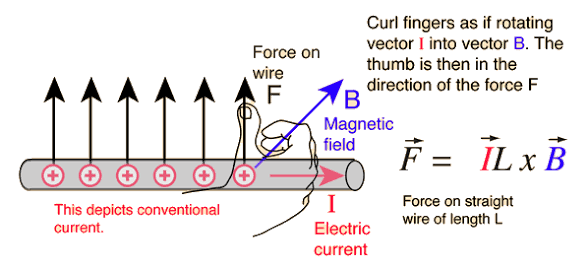 Curl fingers as if rotating
vector I into vector B. The
thumb is then in the
direction of the force F
Force on
wire
F
B
Magnetic
field
F = IL x B
Force on straight
wire of length L
+ + + + + +
I
This depicts conventional
current.
Electric
current